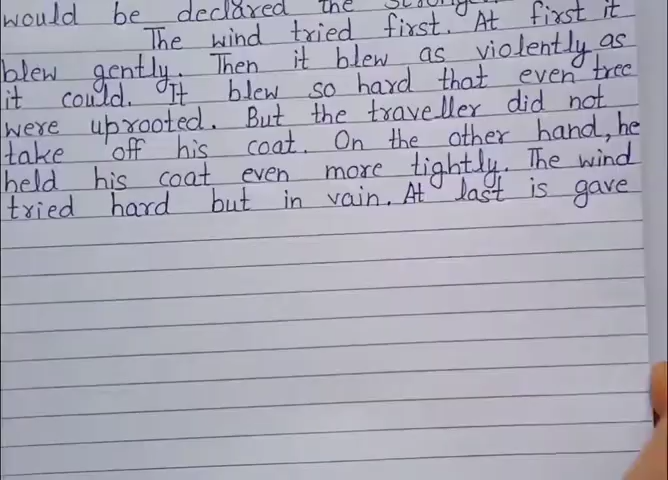 would be declared the
The wind tried first. At first it
blew gently. Then it blew as violently as
it could. It blew so hard that even tree
were uprooted. But the traveller did not
take off his coat. On the other hand, he
held his coat even more tightly. The wind
tried hard but in vain. At last is gave